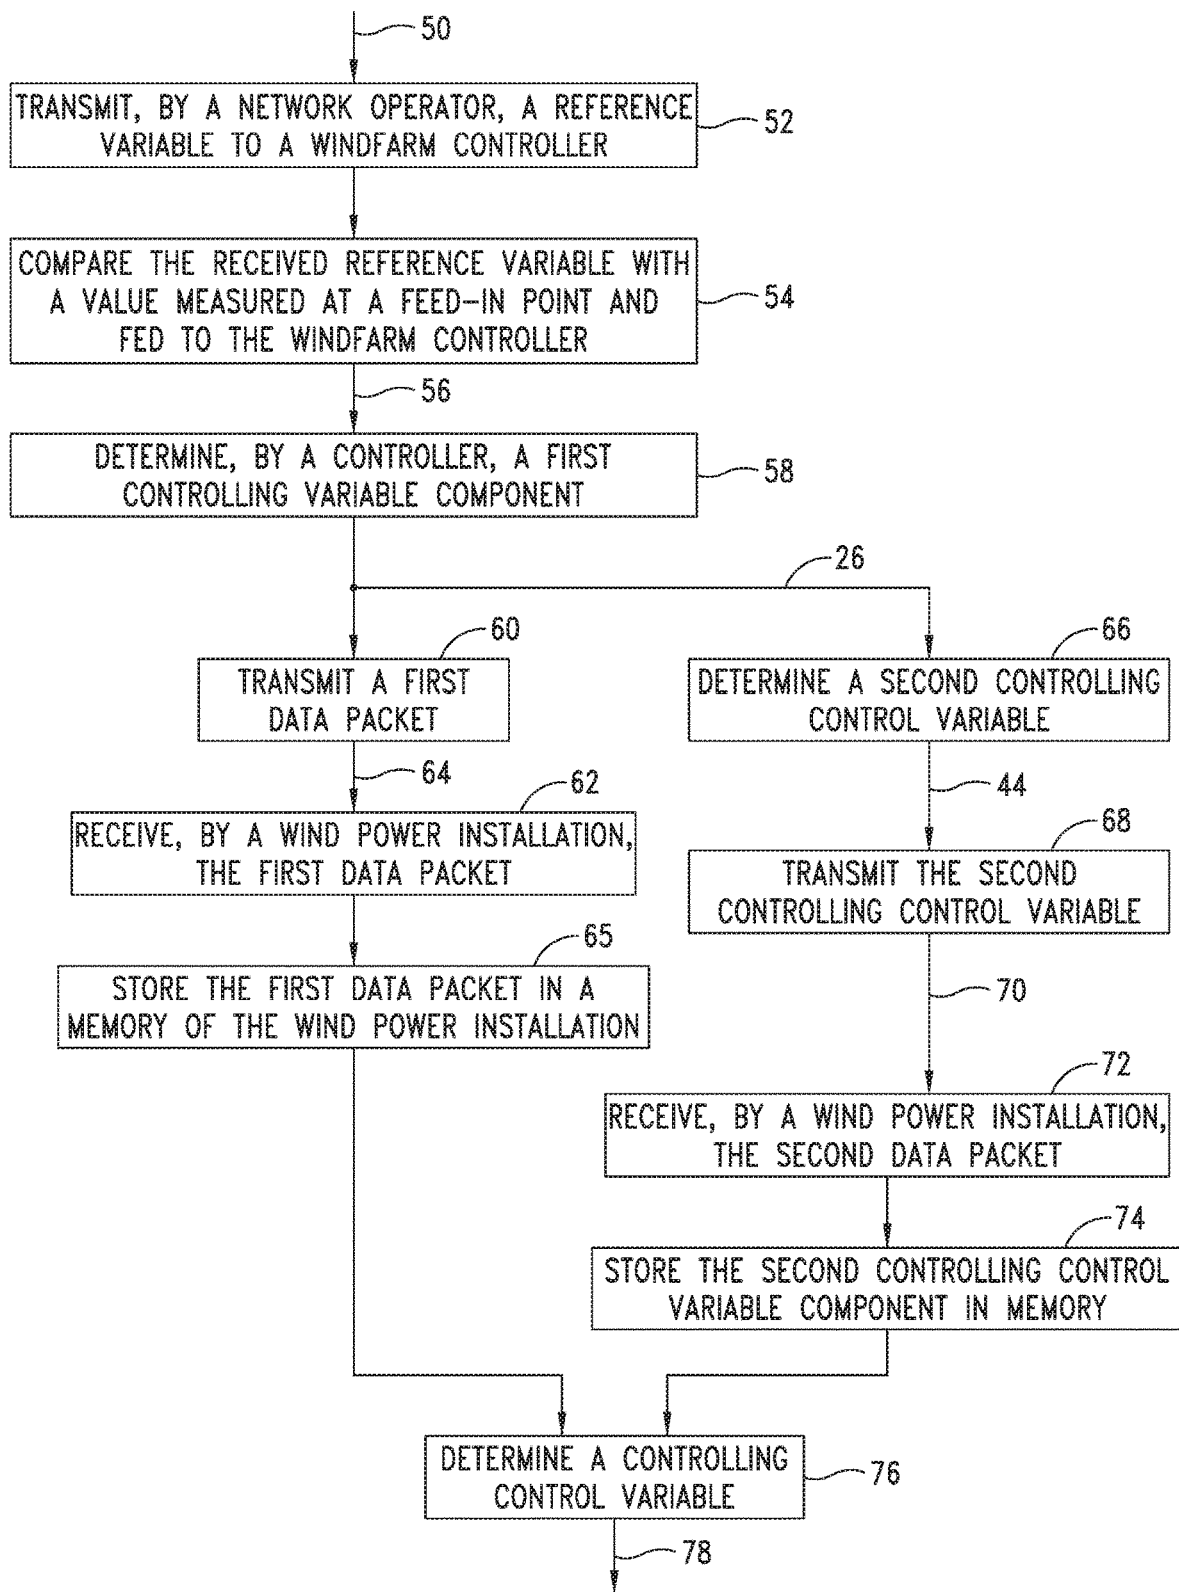 50
TRANSMIT, BY A NETWORK OPERATOR, A REFERENCE
VARIABLE TO A WINDFARM CONTROLLER
52
COMPARE THE RECEIVED REFERENCE VARIABLE WITH
A VALUE MEASURED AT A FEED-IN POINT AND
FED TO THE WINDFARM CONTROLLER
54
56
DETERMINE, BY A CONTROLLER, A FIRST
CONTROLLING VARIABLE COMPONENT
58
26
60
TRANSMIT A FIRST
DATA PACKET
64
62
RECEIVE, BY A WIND POWER INSTALLATION,
THE FIRST DATA PACKET
65
STORE THE FIRST DATA PACKET IN A
MEMORY OF THE WIND POWER INSTALLATION
66
DETERMINE A SECOND CONTROLLING
CONTROL VARIABLE
44
68
TRANSMIT THE SECOND
CONTROLLING CONTROL VARIABLE
70
72
RECEIVE, BY A WIND POWER INSTALLATION,
THE SECOND DATA PACKET
74
STORE THE SECOND CONTROLLING CONTROL
VARIABLE COMPONENT IN MEMORY
DETERMINE A CONTROLLING
CONTROL VARIABLE
76
78